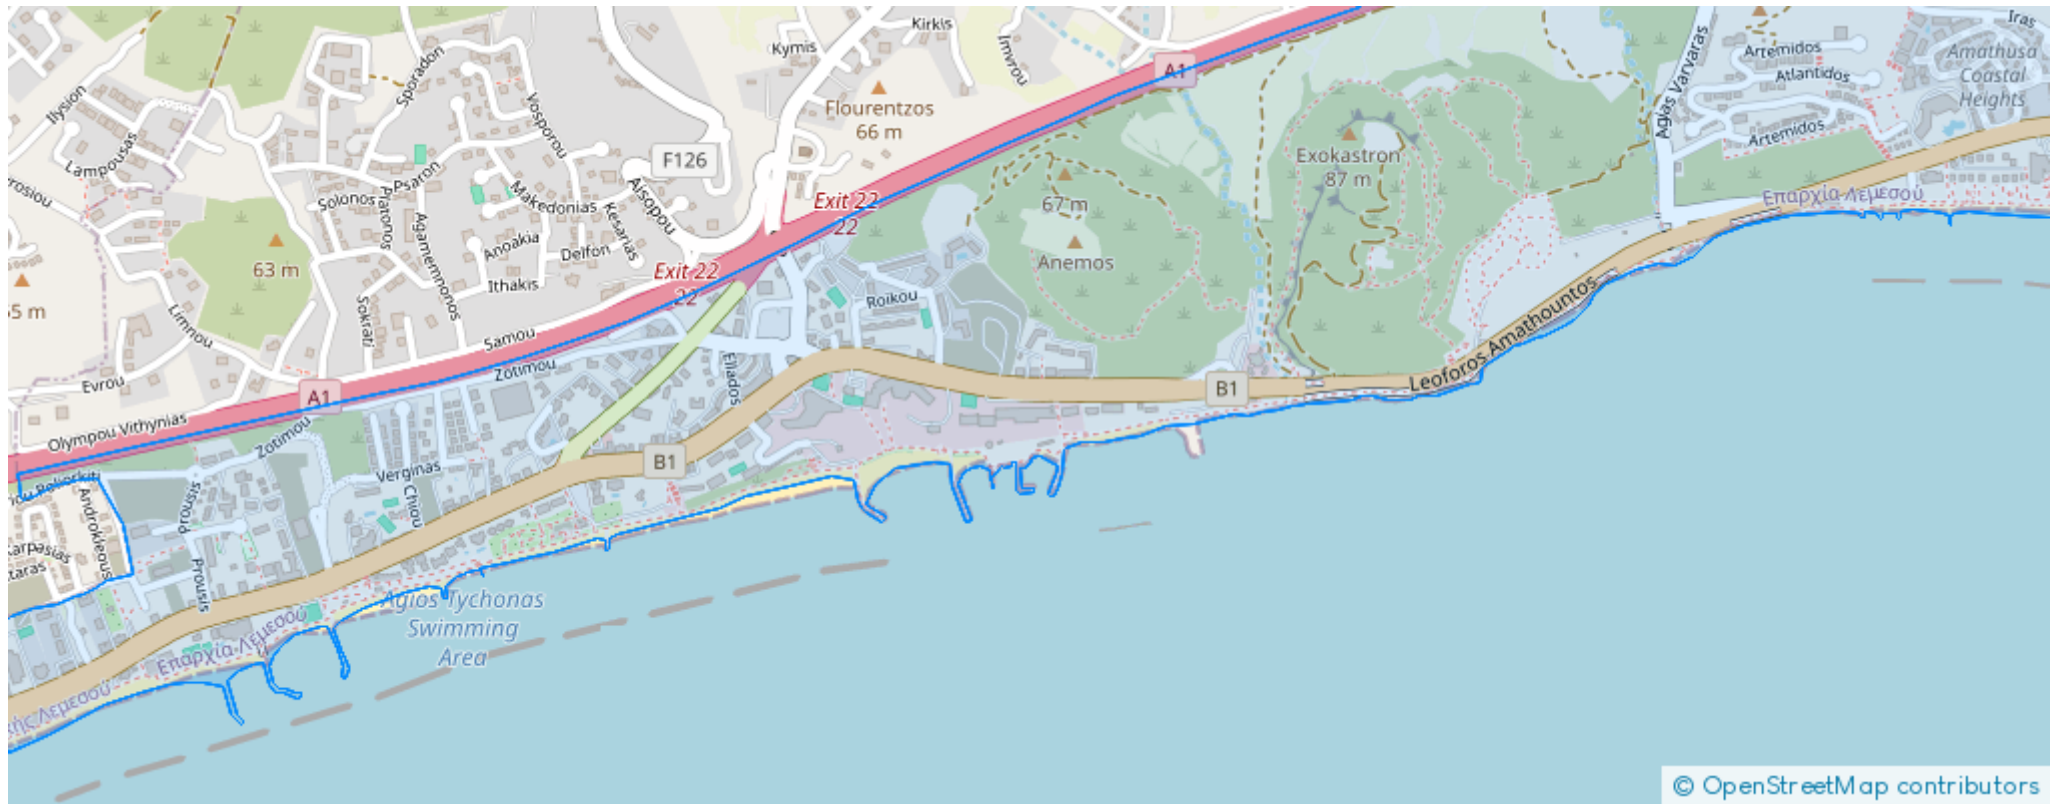 Kirkis
Iras
Kymis
Imvrou
Artemidos
Amathusa
Coastal
Heights
Sporadon
A1
Atlantidos
Ilysion
Vosporou
Flourentzos
66 m
Agias Varvaras
Artemidos
Lampousas
F126
Exokastron
87 m
Psaron
Makedonias
Aisopou
Exit 22
22
67 m
Επαρχία Λεμεσού
Solonos
Kesarias
Agamemnonos
Anoakia
Delfon
63 m
Exit 22
22
Anemos
Ithakis
Roikou
5 m
Limnou
Sokrati
Samou
Leoforos Amathountos
Evrou
Zotimou
Ellados
B1
A1
Olympou Vithynias
Zotimou
B1
Verginas
Chiou
Androkleous
Prousis
Prousis
Agios Tychonas
Swimming
Area
Επαρχία Λεμεσού
Λεμεσού
© OpenStreetMap contributors